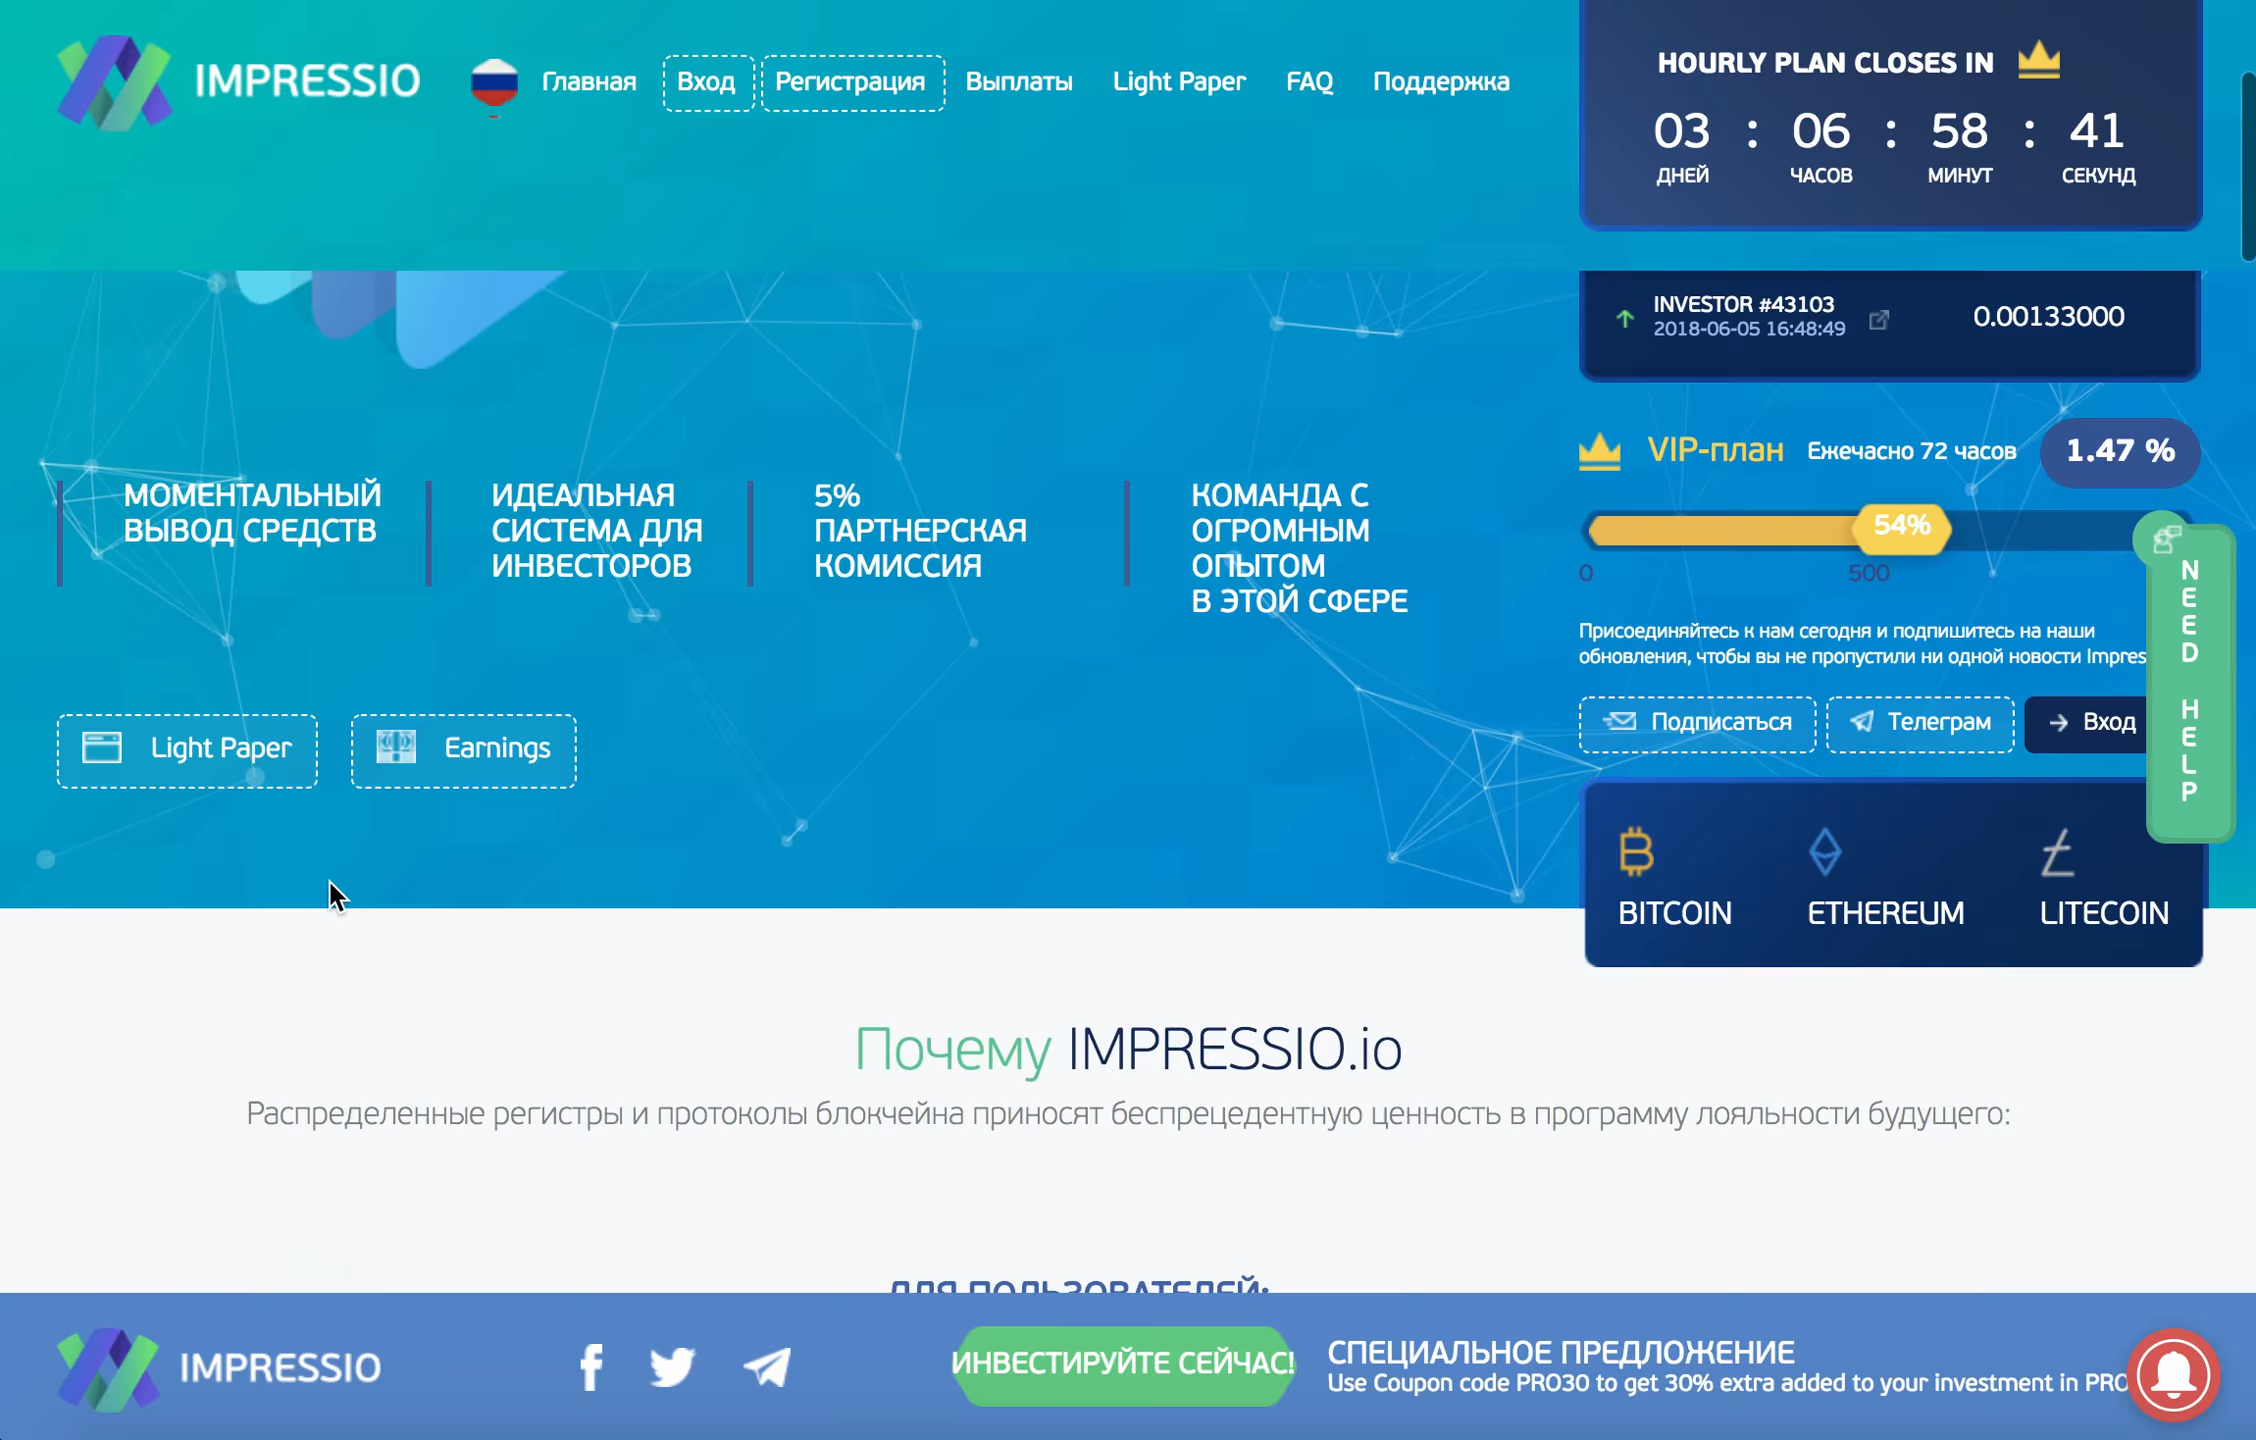 IMPRESSIO
Главная
Вход
Регистрация
Выплаты
Light Paper
FAQ
Поддержка
HOURLY PLAN CLOSES IN
03 : 06 : 58 : 41
ДНЕЙ ЧАСОВ МИНУТ СЕКУНД
INVESTOR #43103
2018-06-05 16:48:49
0.00133000
VIP-план Ежечасно 72 часов 1.47 %
54%
0 500
Присоединяйтесь к нам сегодня и подпишитесь на наши
обновления, чтобы вы не пропустили ни одной новости Impres
Подписаться
Телеграм
Вход
NEED HELP
BITCOIN
ETHEREUM
LITECOIN
МОМЕНТАЛЬНЫЙ
ВЫВОД СРЕДСТВ
ИДЕАЛЬНАЯ
СИСТЕМА ДЛЯ
ИНВЕСТОРОВ
5%
ПАРТНЕРСКАЯ
КОМИССИЯ
КОМАНДА С
ОГРОМНЫМ
ОПЫТОМ
В ЭТОЙ СФЕРЕ
Light Paper
Earnings
Почему IMPRESSIO.io
Распределенные регистры и протоколы блокчейна приносят беспрецедентную ценность в программу лояльности будущего:
ДЛЯ ПОЛЬЗОВАТЕЛЕЙ:
IMPRESSIO
ИНВЕСТИРУЙТЕ СЕЙЧАС!
СПЕЦИАЛЬНОЕ ПРЕДЛОЖЕНИЕ
Use Coupon code PRO30 to get 30% extra added to your investment in PRO